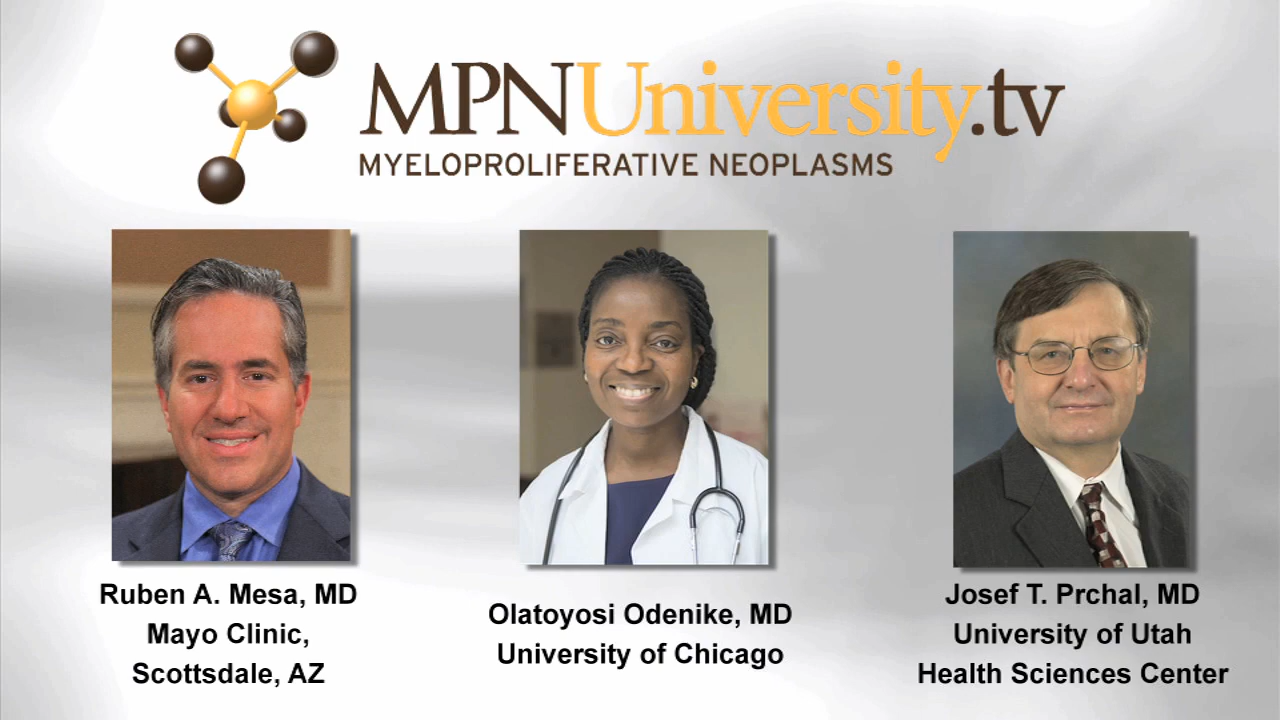 MPNUniversity.tv
MYELOPROLIFERATIVE NEOPLASMS
Ruben A. Mesa, MD
Mayo Clinic,
Scottsdale, AZ
Olatoyosi Odenike, MD
University of Chicago
Josef T. Prchal, MD
University of Utah
Health Sciences Center